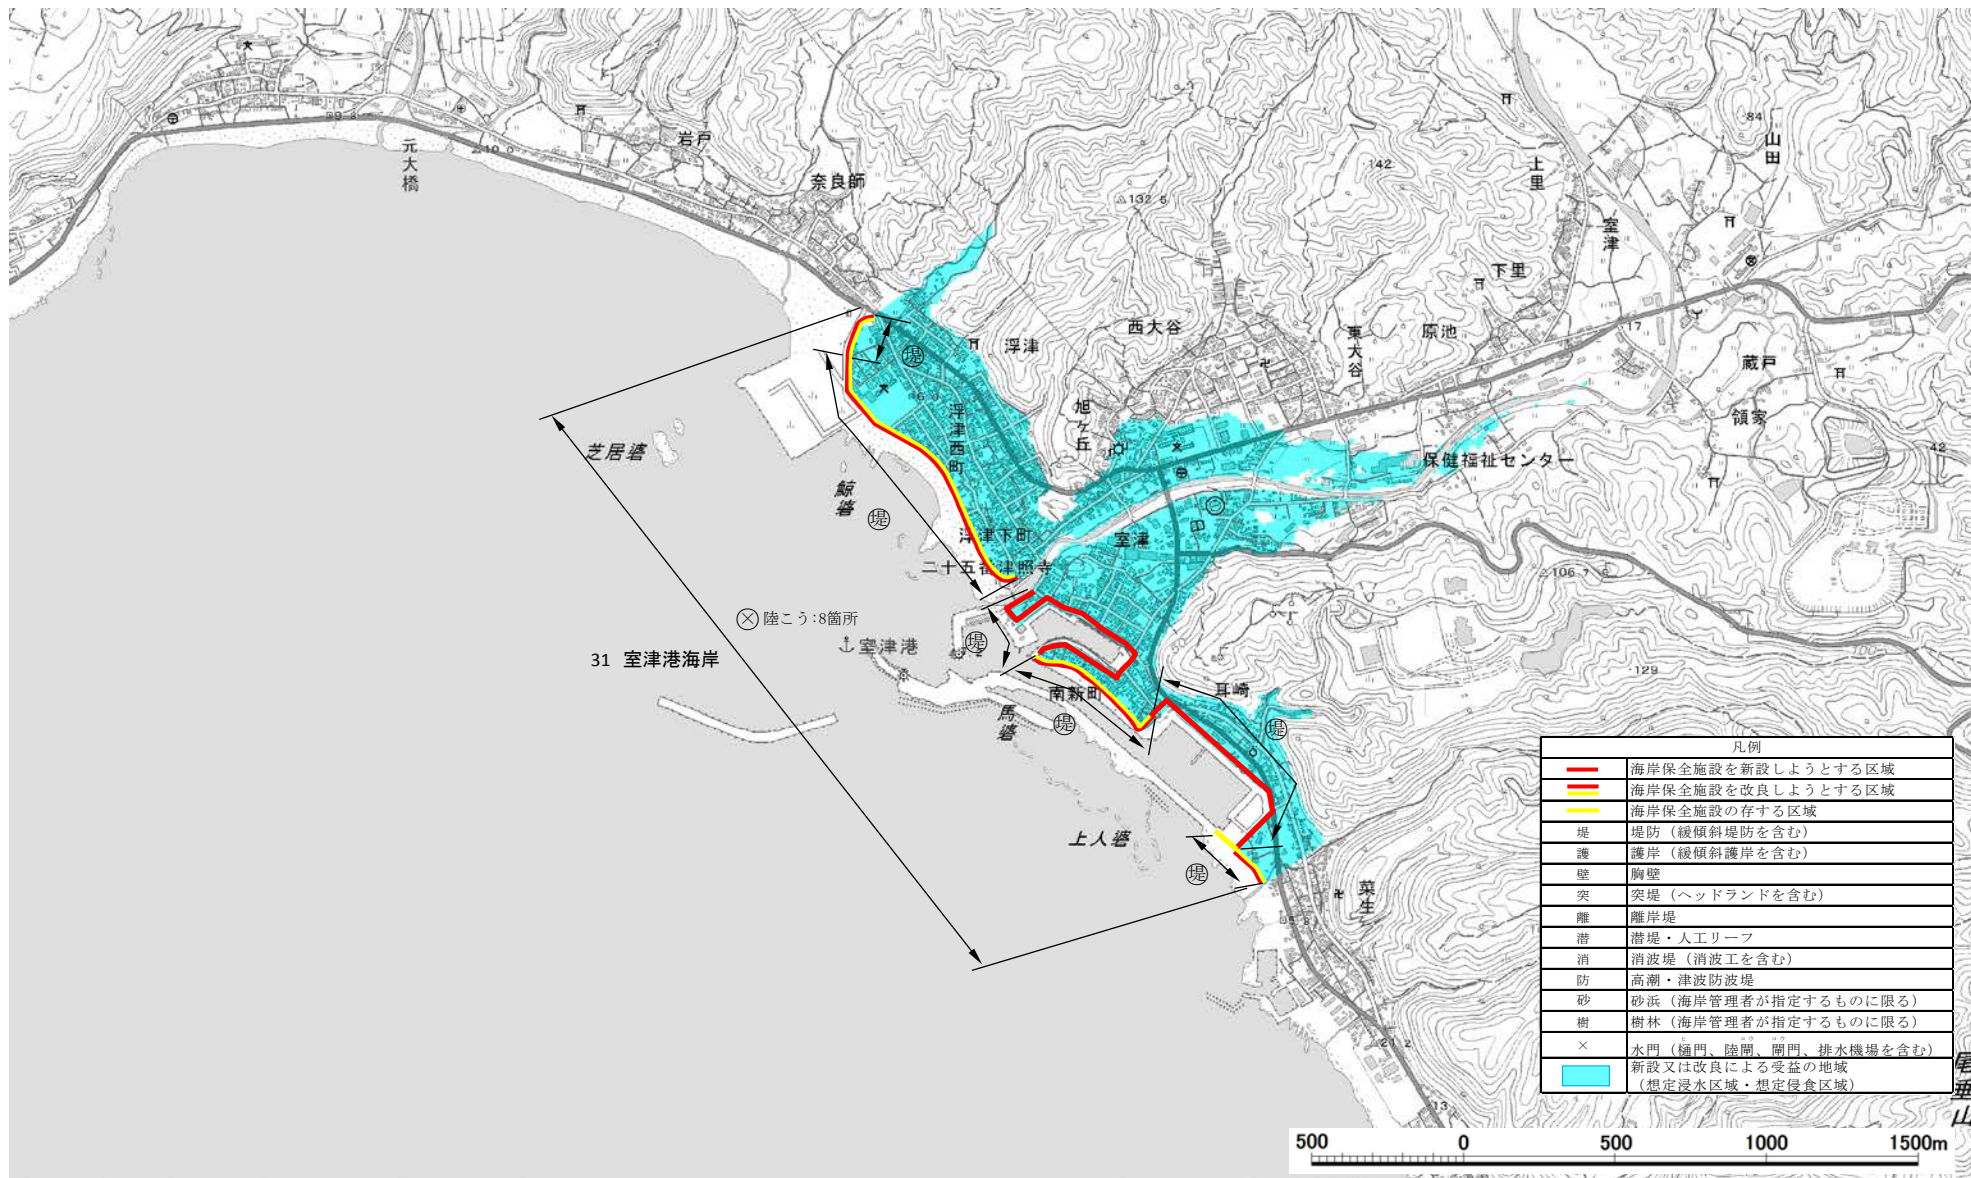 元大橋
岩戸
奈良師
上里
山田
室津
下里
浮津
西大谷
東大谷
原池
蔵戸
領家
旭ヶ丘
浮津西町
保健福祉センター
芝居碆
鯨碆
堤
堤
浮津下町
二十五番津照寺
室津
⊗ 陸こう:8箇所
31 室津港海岸
室津港
堤
南新町
馬碆
堤
耳崎
堤
上人碆
堤
菜生
尾垂山
132.5
142
84
17
42
106.7
100
129
50
21.2
13
凡例
海岸保全施設を新設しようとする区域
海岸保全施設を改良しようとする区域
海岸保全施設の存する区域
堤 堤防（緩傾斜堤防を含む）
護 護岸（緩傾斜護岸を含む）
壁 胸壁
突 突堤（ヘッドランドを含む）
離 離岸堤
潜 潜堤・人工リーフ
消 消波堤（消波工を含む）
防 高潮・津波防波堤
砂 砂浜（海岸管理者が指定するものに限る）
樹 樹林（海岸管理者が指定するものに限る）
× 水門（樋門、陸閘、閘門、排水機場を含む）
新設又は改良による受益の地域
（想定浸水区域・想定侵食区域）
500 0 500 1000 1500m